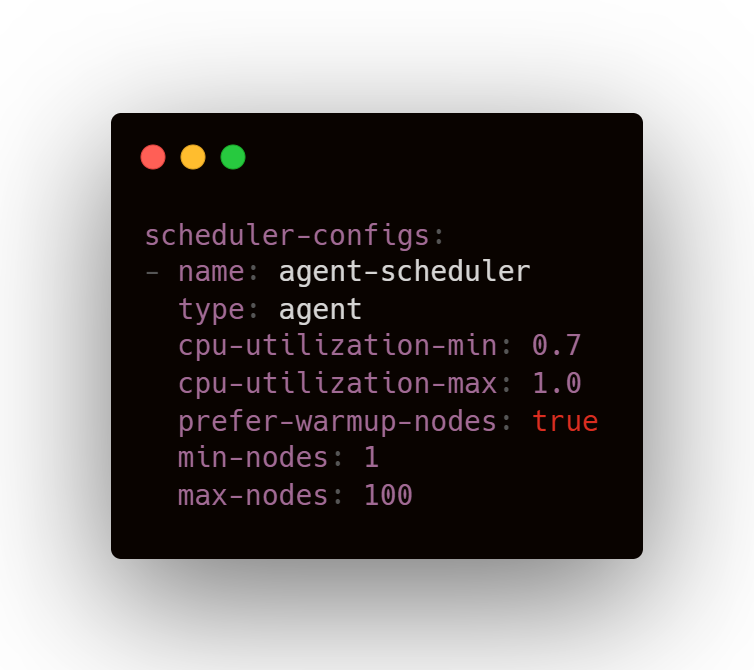 scheduler-configs:
- name: agent-scheduler
  type: agent
  cpu-utilization-min: 0.7
  cpu-utilization-max: 1.0
  prefer-warmup-nodes: true
  min-nodes: 1
  max-nodes: 100